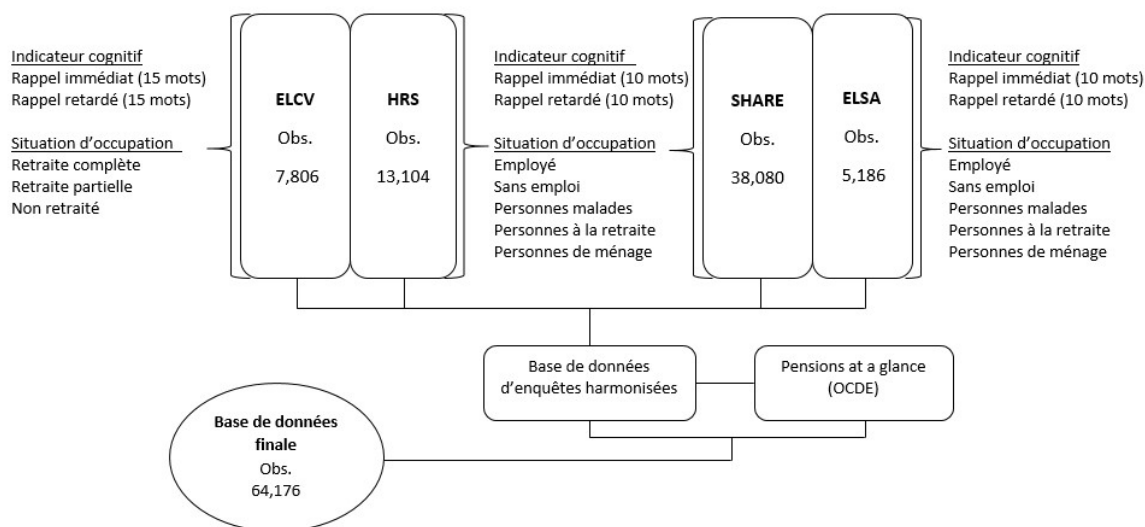 Indicateur cognitif
Rappel immédiat (15 mots)
Rappel retardé (15 mots)
Situation d'occupation
Retraite complète
Retraite partielle
Non retraité
ELCV
Obs.
7,806
HRS
Obs.
13,104
Indicateur cognitif
Rappel immédiat (10 mots)
Rappel retardé (10 mots)
Situation d'occupation
Employé
Sans emploi
Personnes malades
Personnes à la retraite
Personnes de ménage
SHARE
Obs.
38,080
ELSA
Obs.
5,186
Indicateur cognitif
Rappel immédiat (10 mots)
Rappel retardé (10 mots)
Situation d'occupation
Employé
Sans emploi
Personnes malades
Personnes à la retraite
Personnes de ménage
Base de données
d'enquêtes harmonisées
Pensions at a glance
(OCDE)
Base de données
finale
Obs.
64,176